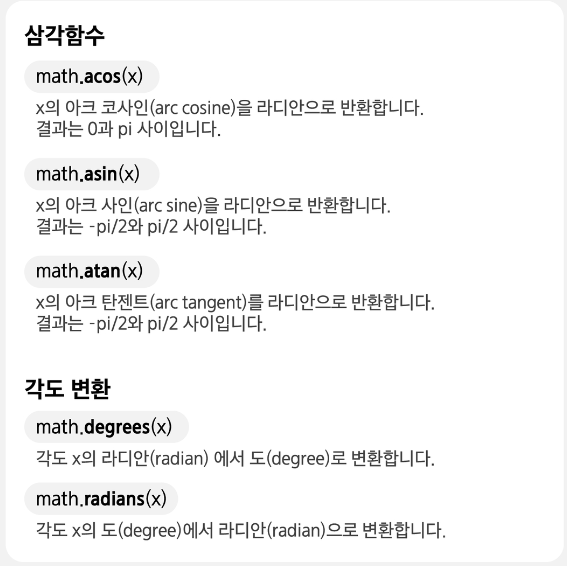 삼각함수
math.acos(x)
x의 아크 코사인(arc cosine)을 라디안으로 반환합니다.
결과는 0과 pi 사이입니다.
math.asin(x)
x의 아크 사인(arc sine)을 라디안으로 반환합니다.
결과는 -pi/2와 pi/2 사이입니다.
math.atan(x)
x의 아크 탄젠트(arc tangent)를 라디안으로 반환합니다.
결과는 -pi/2와 pi/2 사이입니다.
각도 변환
math.degrees(x)
각도 x의 라디안(radian) 에서 도(degree)로 변환합니다.
math.radians(x)
각도 x의 도(degree)에서 라디안(radian)으로 변환합니다.